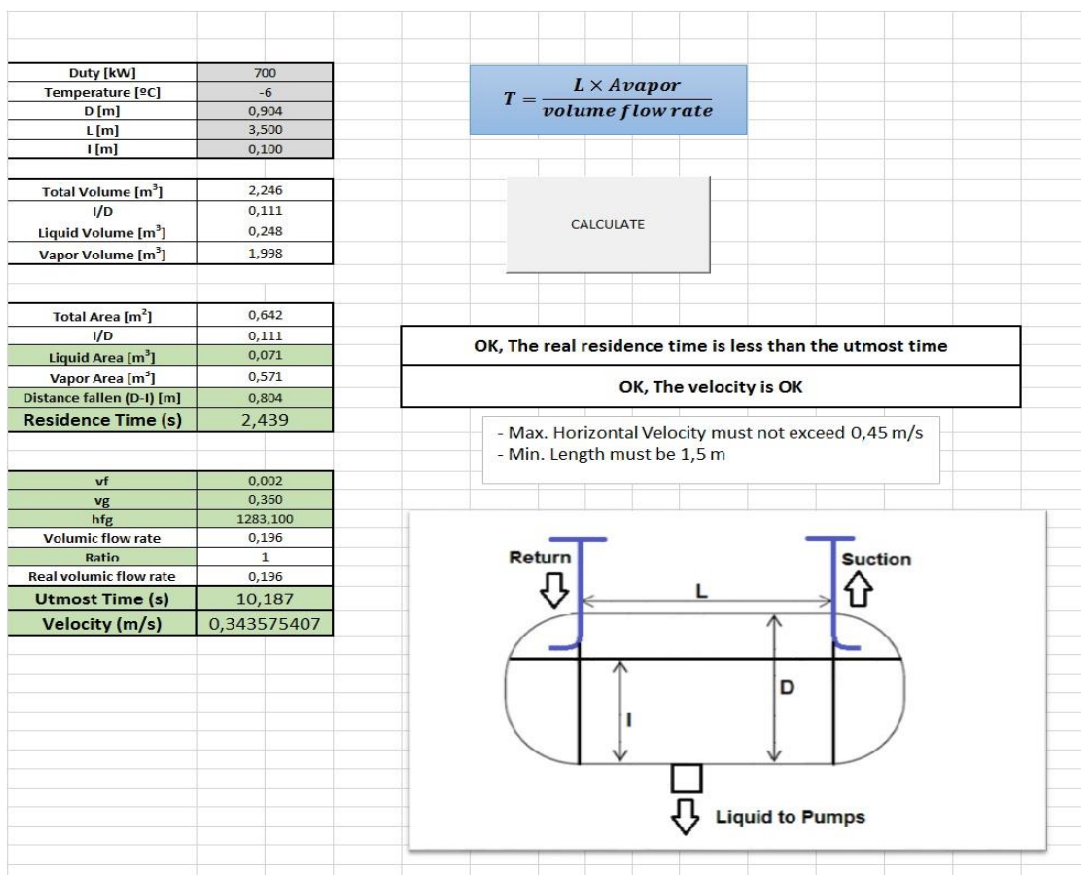 Duty [kW] 700
Temperature [ºC] -6
D [m] 0,904
L [m] 3,500
I [m] 0,100
T = L × Avapor / volume flow rate
Total Volume [m³] 2,246
I/D 0,111
Liquid Volume [m³] 0,248
Vapor Volume [m³] 1,998
CALCULATE
Total Area [m²] 0,642
I/D 0,111
Liquid Area [m³] 0,071
Vapor Area [m³] 0,571
Distance fallen (D-I) [m] 0,804
Residence Time (s) 2,439
OK, The real residence time is less than the utmost time
OK, The velocity is OK
- Max. Horizontal Velocity must not exceed 0,45 m/s
- Min. Length must be 1,5 m
vf 0,002
vg 0,360
hfg 1283,100
Volumic flow rate 0,196
Ratio 1
Real volumic flow rate 0,196
Utmost Time (s) 10,187
Velocity (m/s) 0,343575407
Return
Suction
L
D
I
Liquid to Pumps